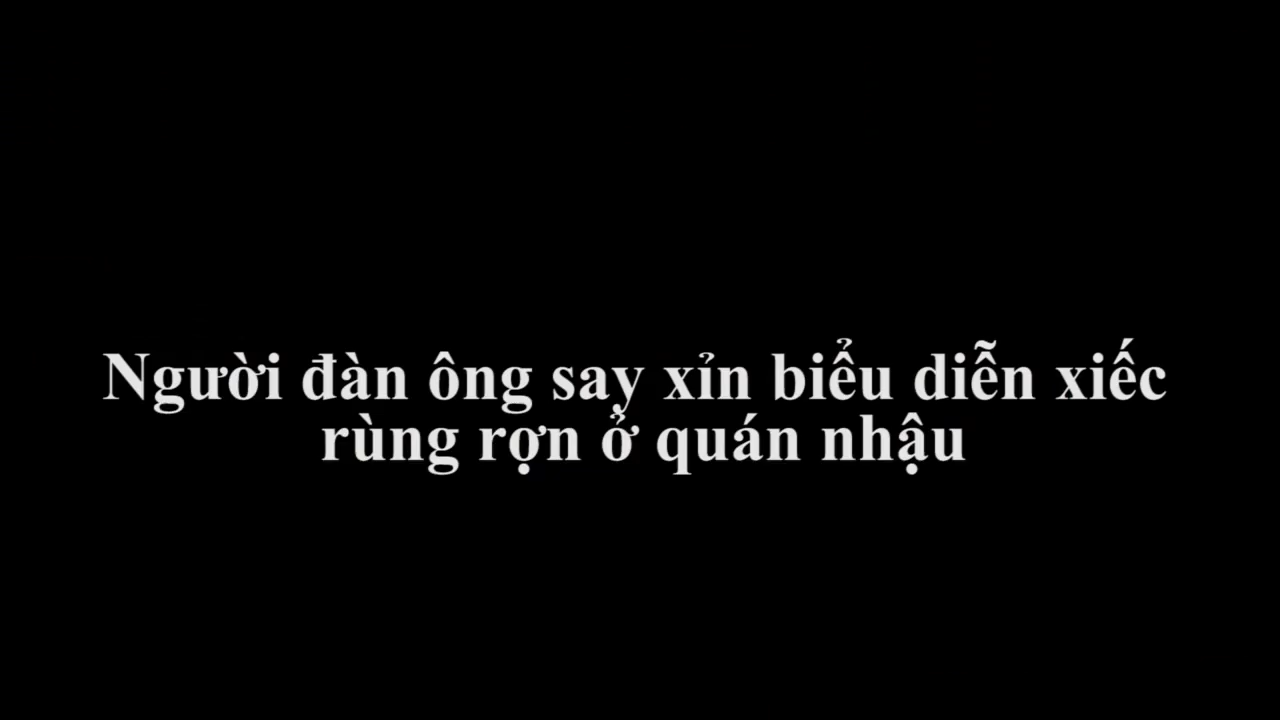 Người đàn ông say xỉn biểu diễn xiếc
rùng rợn ở quán nhậu